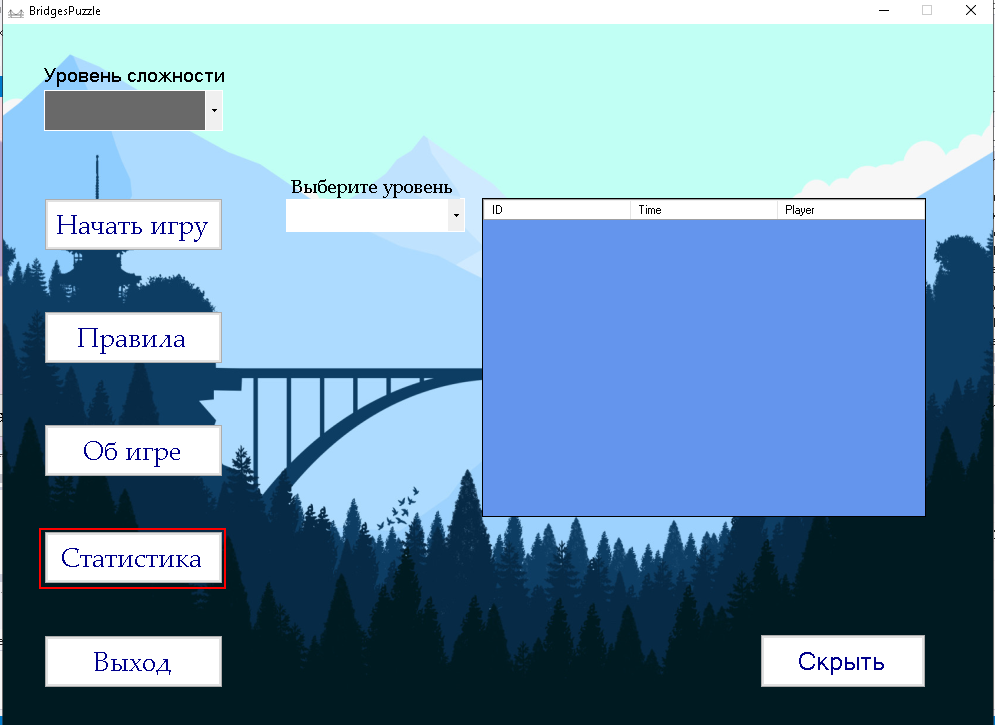 BridgesPuzzle
Уровень сложности
Выберите уровень
ID Time Player
Начать игру
Правила
Об игре
Статистика
Выход
Скрыть